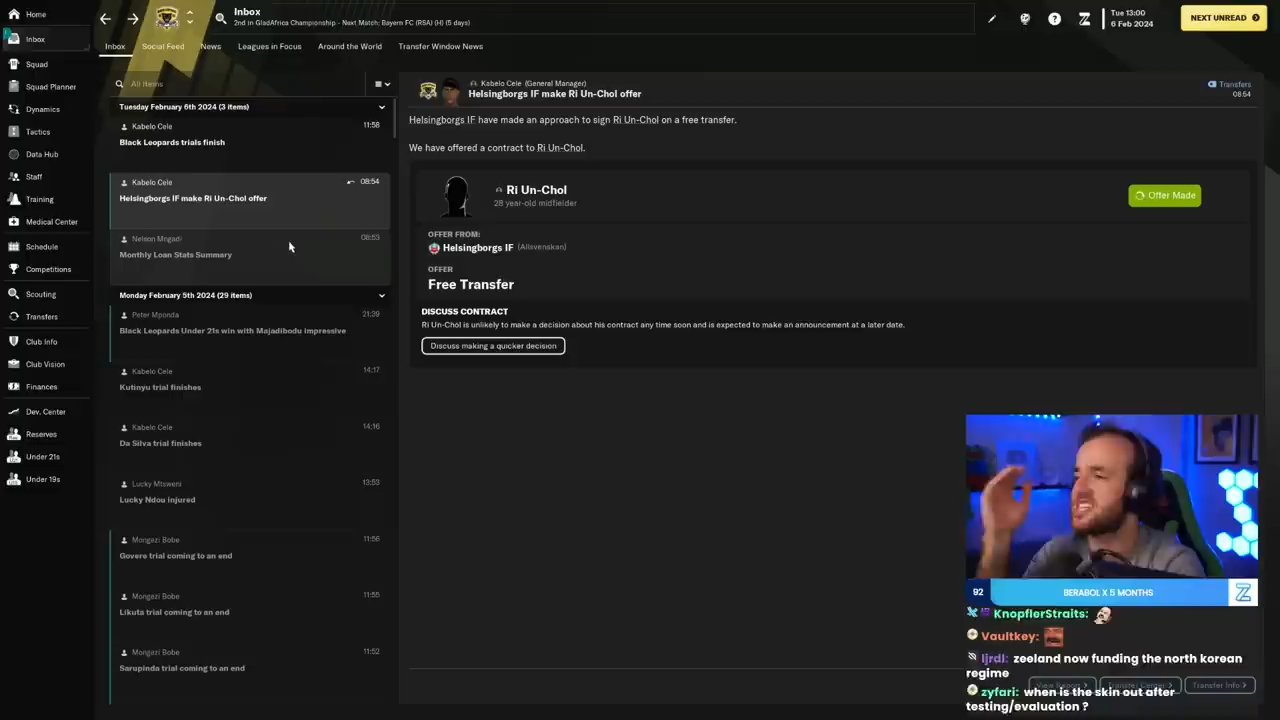 Home
Inbox
Squad
Squad Planner
Dynamics
Tactics
Data Hub
Staff
Training
Medical Center
Schedule
Competitions
Scouting
Transfers
Club Info
Club Vision
Finances
Dev. Center
Reserves
Under 21s
Under 19s
Inbox
2nd in GladAfrica Championship - Next Match: Bayern FC (RSA) (H) (5 days)
Tue 13:00
6 Feb 2024
NEXT UNREAD
Inbox Social Feed News Leagues in Focus Around the World Transfer Window News
All Items
Tuesday February 6th 2024 (3 items)
Kabelo Cele 11:58
Black Leopards trials finish
Kabelo Cele 08:54
Helsingborgs IF make Ri Un-Chol offer
Nelson Mngadi 08:53
Monthly Loan Stats Summary
Monday February 5th 2024 (29 items)
Peter Mponda 21:39
Black Leopards Under 21s win with Majadibodu impressive
Kabelo Cele 14:17
Kutinyu trial finishes
Kabelo Cele 14:16
Da Silva trial finishes
Lucky Mtsweni 13:53
Lucky Ndou injured
Mongezi Bobe 11:56
Govere trial coming to an end
Mongezi Bobe 11:55
Likuta trial coming to an end
Mongezi Bobe 11:52
Sarupinda trial coming to an end
Kabelo Cele (General Manager)
Helsingborgs IF make Ri Un-Chol offer
Transfers
08:54
Helsingborgs IF have made an approach to sign Ri Un-Chol on a free transfer.
We have offered a contract to Ri Un-Chol.
Ri Un-Chol
28 year-old midfielder
Offer Made
OFFER FROM:
Helsingborgs IF (Allsvenskan)
OFFER
Free Transfer
DISCUSS CONTRACT
Ri Un-Chol is unlikely to make a decision about his contract any time soon and is expected to make an announcement at a later date.
Discuss making a quicker decision
92 BERABOL X 5 MONTHS Z
KnopflerStraits:
Vaultkey:
ljrdl: zeeland now funding the north korean
regime
zyfari: when is the skin out after
testing/evaluation ?
View Report Transfer Center Transfer Info